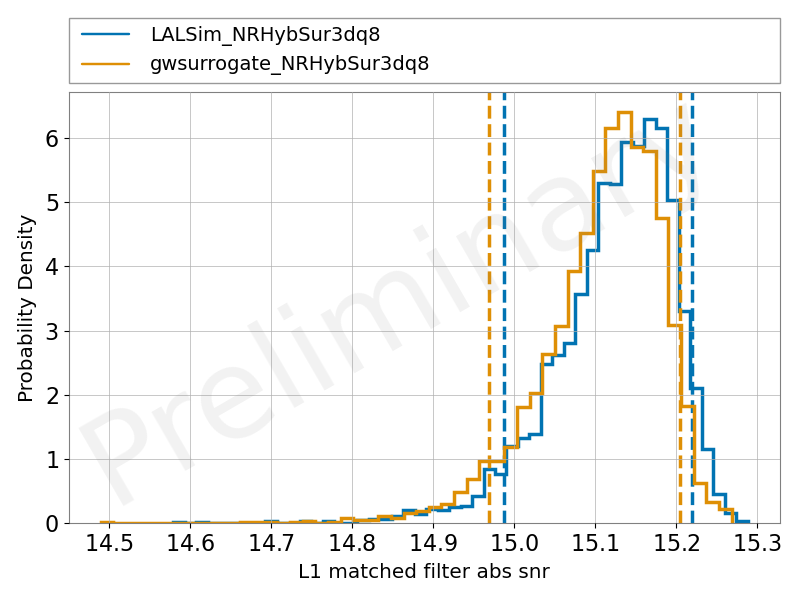 LALSim_NRHybSur3dq8
gwsurrogate_NRHybSur3dq8
Preliminary
Probability Density
6
5
4
3
2
1
0
14.5 14.6 14.7 14.8 14.9 15.0 15.1 15.2 15.3
L1 matched filter abs snr